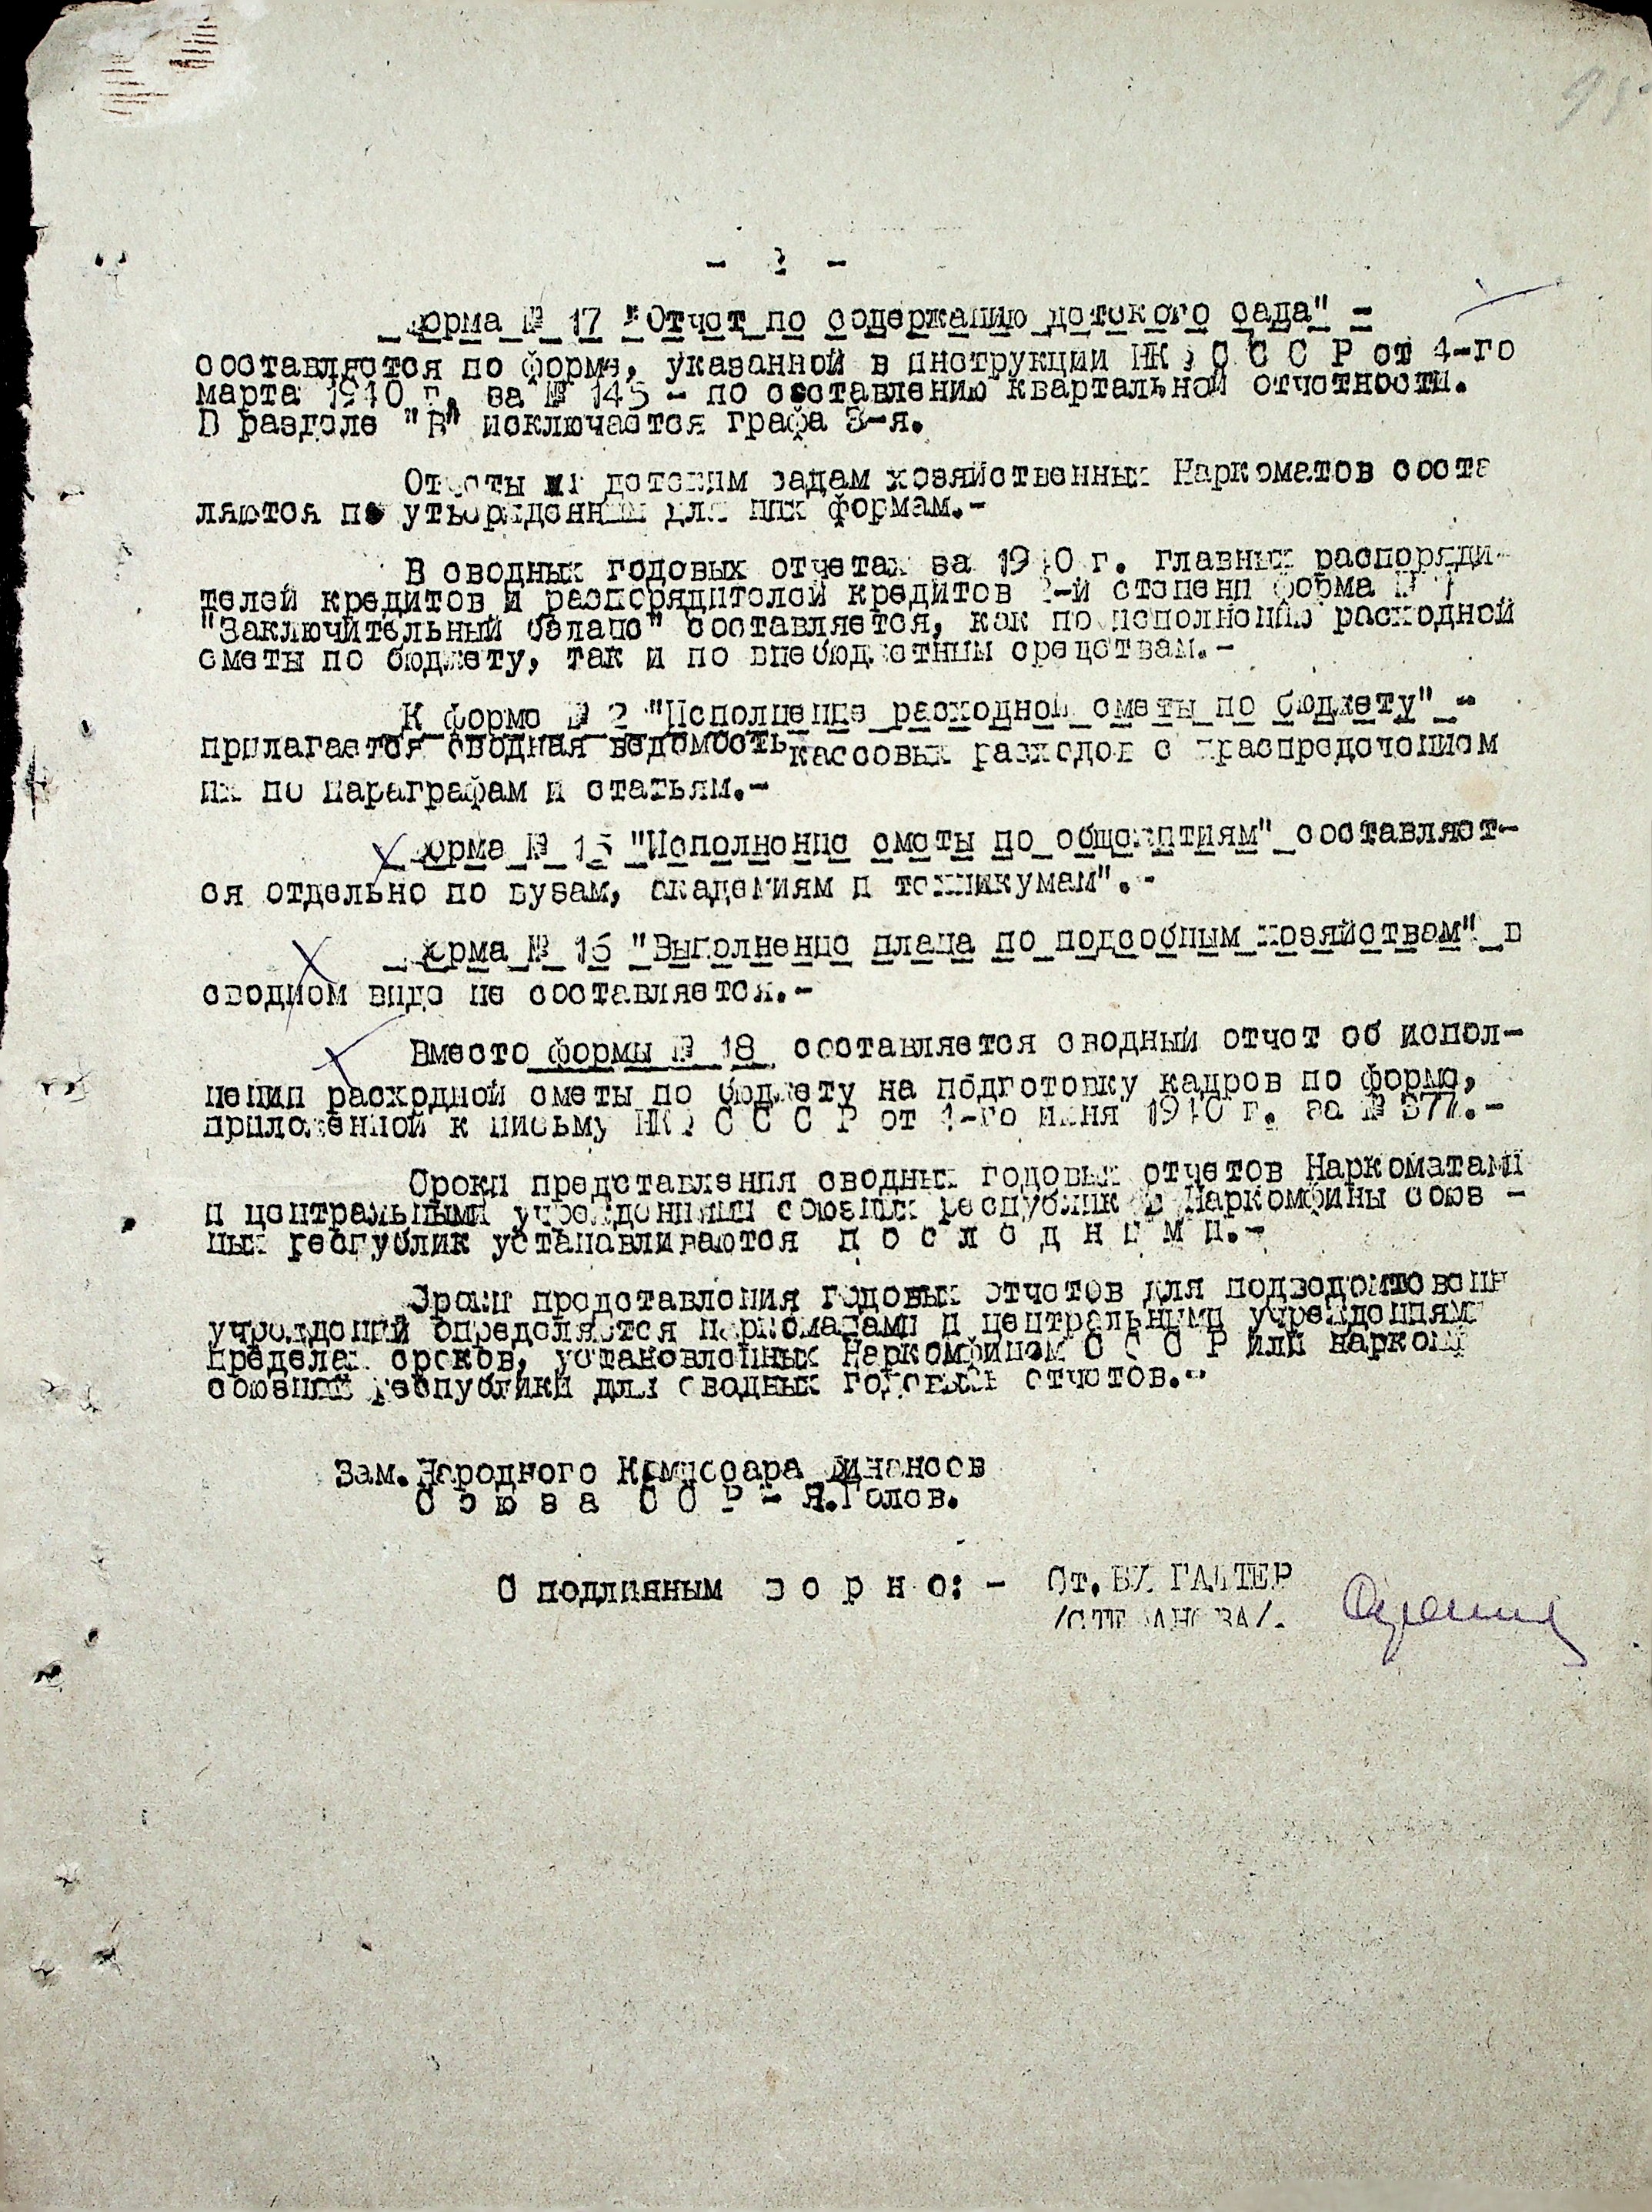 Форма № 17 "Отчет по содержанию детского сада" -
составляется по форме, указанной в инструкции НКФ С С С Р от 4-го
марта 1940 г. за № 145 - по составлению квартальной отчетности.
В разделе "В" исключается графа 3-я.
Отчеты детским садам хозяйственных Наркоматов соста
ляются по утвержденным для них формам.-
В сводных годовых отчетах за 1940 г. главных распоряди-
телей кредитов и распорядителей кредитов 2-й степени форма №
"Заключительный баланс" составляется, как по исполнению расходной
сметы по бюджету, так и по внебюджетным средствам.-
К форме № 2 "Исполнение расходной сметы по бюджету" -
прилагается сводная ведомость кассовых расходов с распределением
их по параграфам и статьям.-
Форма № 15 "Исполнение сметы по общежитиям" составляет-
ся отдельно по вузам, академиям и техникумам".-
Форма № 16 "Выполнение плана по подсобным хозяйствам" в
сводном виде не составляется.-
Вместо формы № 18 составляется сводный отчет об испол-
нении расходной сметы по бюджету на подготовку кадров по форме,
приложенной к письму НКФ С С С Р от 1940 г. за №
Сроки представления сводных годовых отчетов Наркоматами
и центральными учреждениями союзных республик в Наркомфины союз -
ных республик устанавливаются п о с л е д н и м и.-
Сроки представления годовых отчетов для подведомственн
учреждений определяются наркоматами и центральными учреждениями
пределах сроков, установленных Наркомфином С С С Р или нарком
союзных республики для сводных годовых отчетов.-
Зам. Народного Комиссара Финансов
С о ю з а С С Р - Я.Голев.
С подлинным в е р н о: - Ст. БУХГАЛТЕР
/СТЕПАНОВА/.